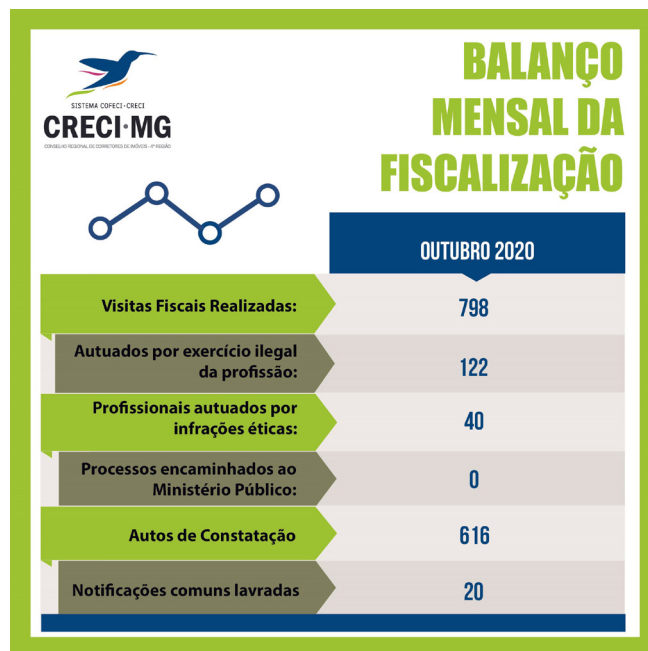 SISTEMA COFECI·CRECI
CRECI·MG
CONSELHO REGIONAL DE CORRETORES DE IMÓVEIS - 4ª REGIÃO
BALANÇO
MENSAL DA
FISCALIZAÇÃO
OUTUBRO 2020
Visitas Fiscais Realizadas:
798
Autuados por exercício ilegal
da profissão:
122
Profissionais autuados por
infrações éticas:
40
Processos encaminhados ao
Ministério Público:
0
Autos de Constatação
616
Notificações comuns lavradas
20